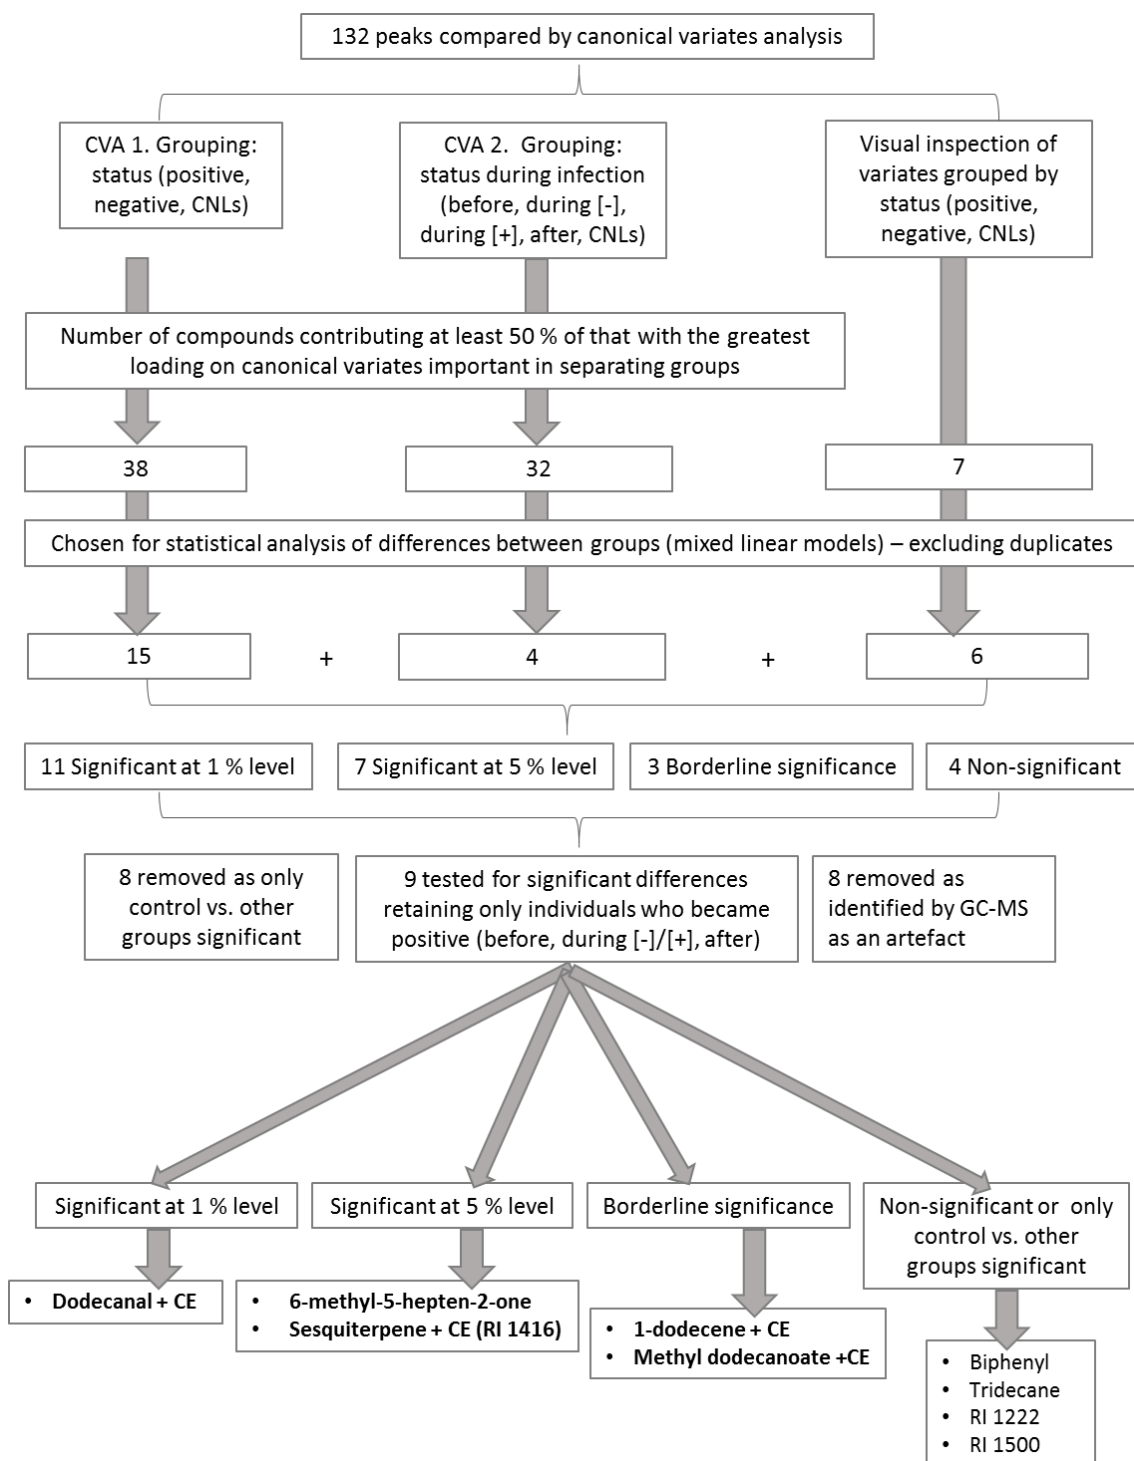 132 peaks compared by canonical variates analysis
CVA 1. Grouping:
status (positive,
negative, CNLs)
CVA 2. Grouping:
status during infection
(before, during [-],
during [+], after, CNLs)
Visual inspection of
variates grouped by
status (positive,
negative, CNLs)
Number of compounds contributing at least 50 % of that with the greatest
loading on canonical variates important in separating groups
38
32
7
Chosen for statistical analysis of differences between groups (mixed linear models) – excluding duplicates
15
+
4
+
6
11 Significant at 1 % level
7 Significant at 5 % level
3 Borderline significance
4 Non-significant
8 removed as only
control vs. other
groups significant
9 tested for significant differences
retaining only individuals who became
positive (before, during [-]/[+], after)
8 removed as
identified by GC-MS
as an artefact
Significant at 1 % level
Significant at 5 % level
Borderline significance
Non-significant or only
control vs. other
groups significant
• Dodecanal + CE
• 6-methyl-5-hepten-2-one
• Sesquiterpene + CE (RI 1416)
• 1-dodecene + CE
• Methyl dodecanoate +CE
• Biphenyl
• Tridecane
• RI 1222
• RI 1500